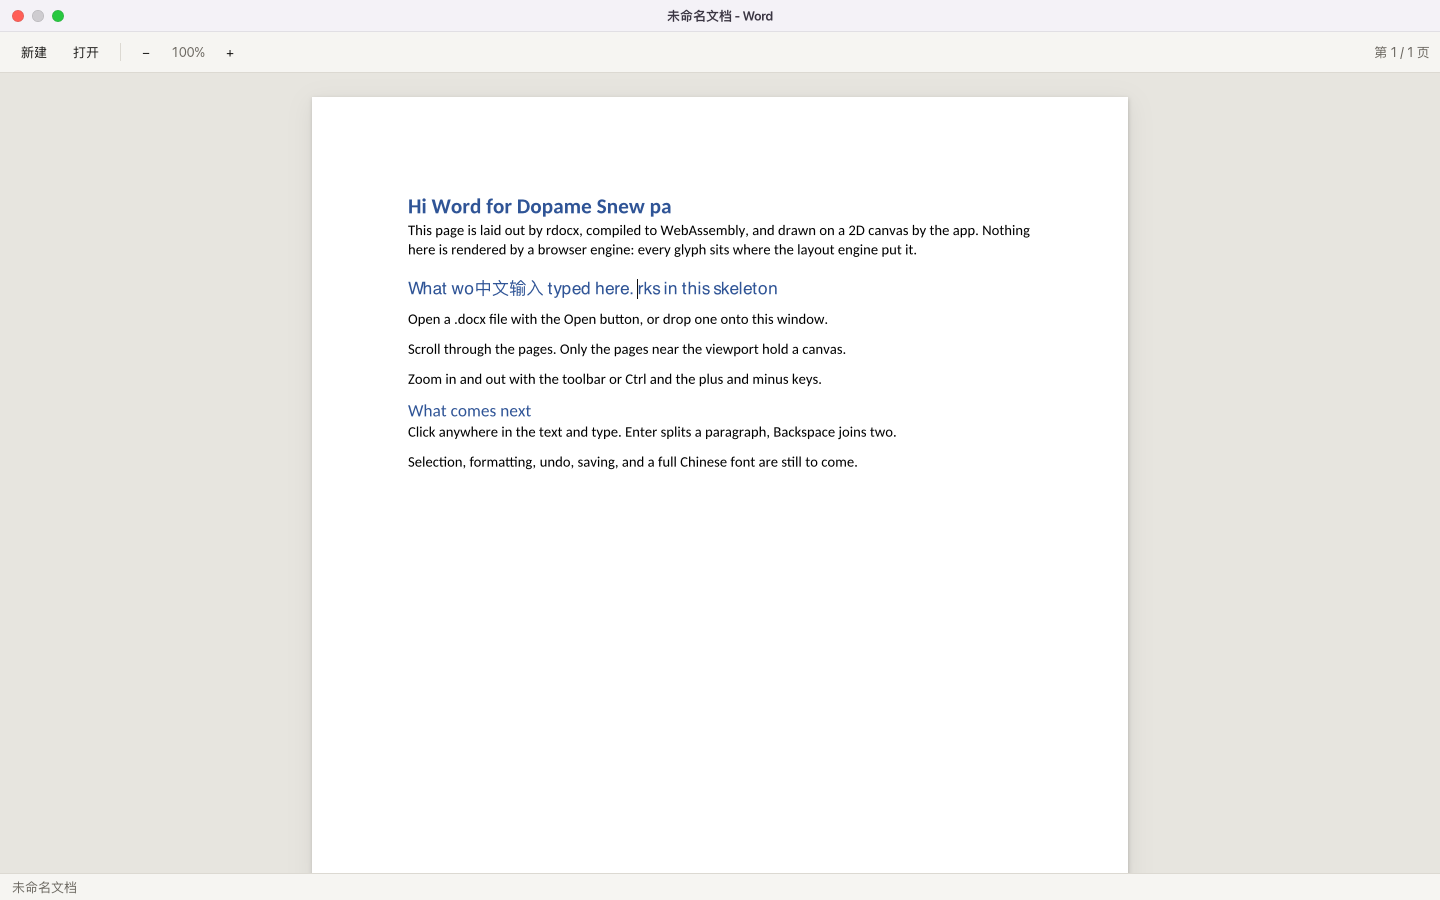 未命名文档 - Word
新建 打开 − 100% + 第 1 / 1 页
Hi Word for Dopame Snew pa
This page is laid out by rdocx, compiled to WebAssembly, and drawn on a 2D canvas by the app. Nothing
here is rendered by a browser engine: every glyph sits where the layout engine put it.
What wo中文输入 typed here. rks in this skeleton
Open a .docx file with the Open button, or drop one onto this window.
Scroll through the pages. Only the pages near the viewport hold a canvas.
Zoom in and out with the toolbar or Ctrl and the plus and minus keys.
What comes next
Click anywhere in the text and type. Enter splits a paragraph, Backspace joins two.
Selection, formatting, undo, saving, and a full Chinese font are still to come.
未命名文档